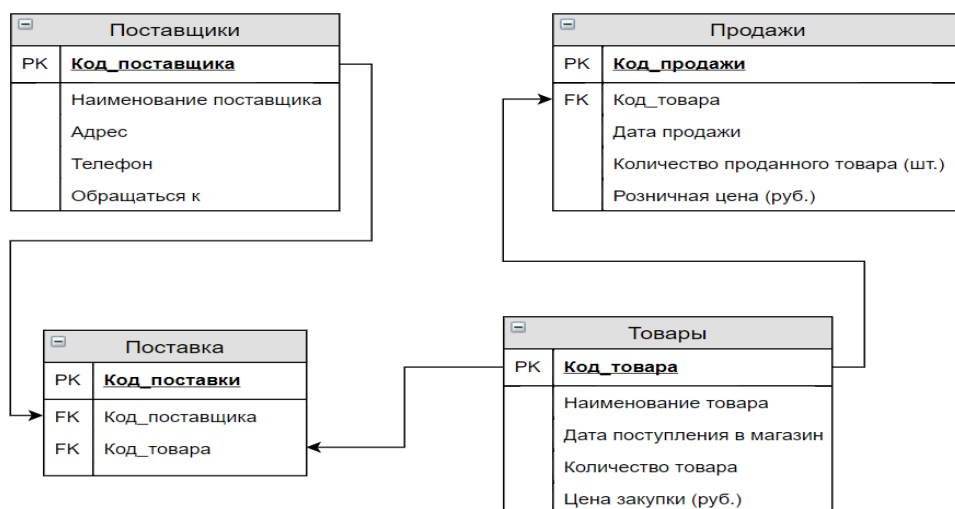 Поставщики
PK Код_поставщика
Наименование поставщика
Адрес
Телефон
Обращаться к
Продажи
PK Код_продажи
FK Код_товара
Дата продажи
Количество проданного товара (шт.)
Розничная цена (руб.)
Поставка
PK Код_поставки
FK Код_поставщика
FK Код_товара
Товары
PK Код_товара
Наименование товара
Дата поступления в магазин
Количество товара
Цена закупки (руб.)